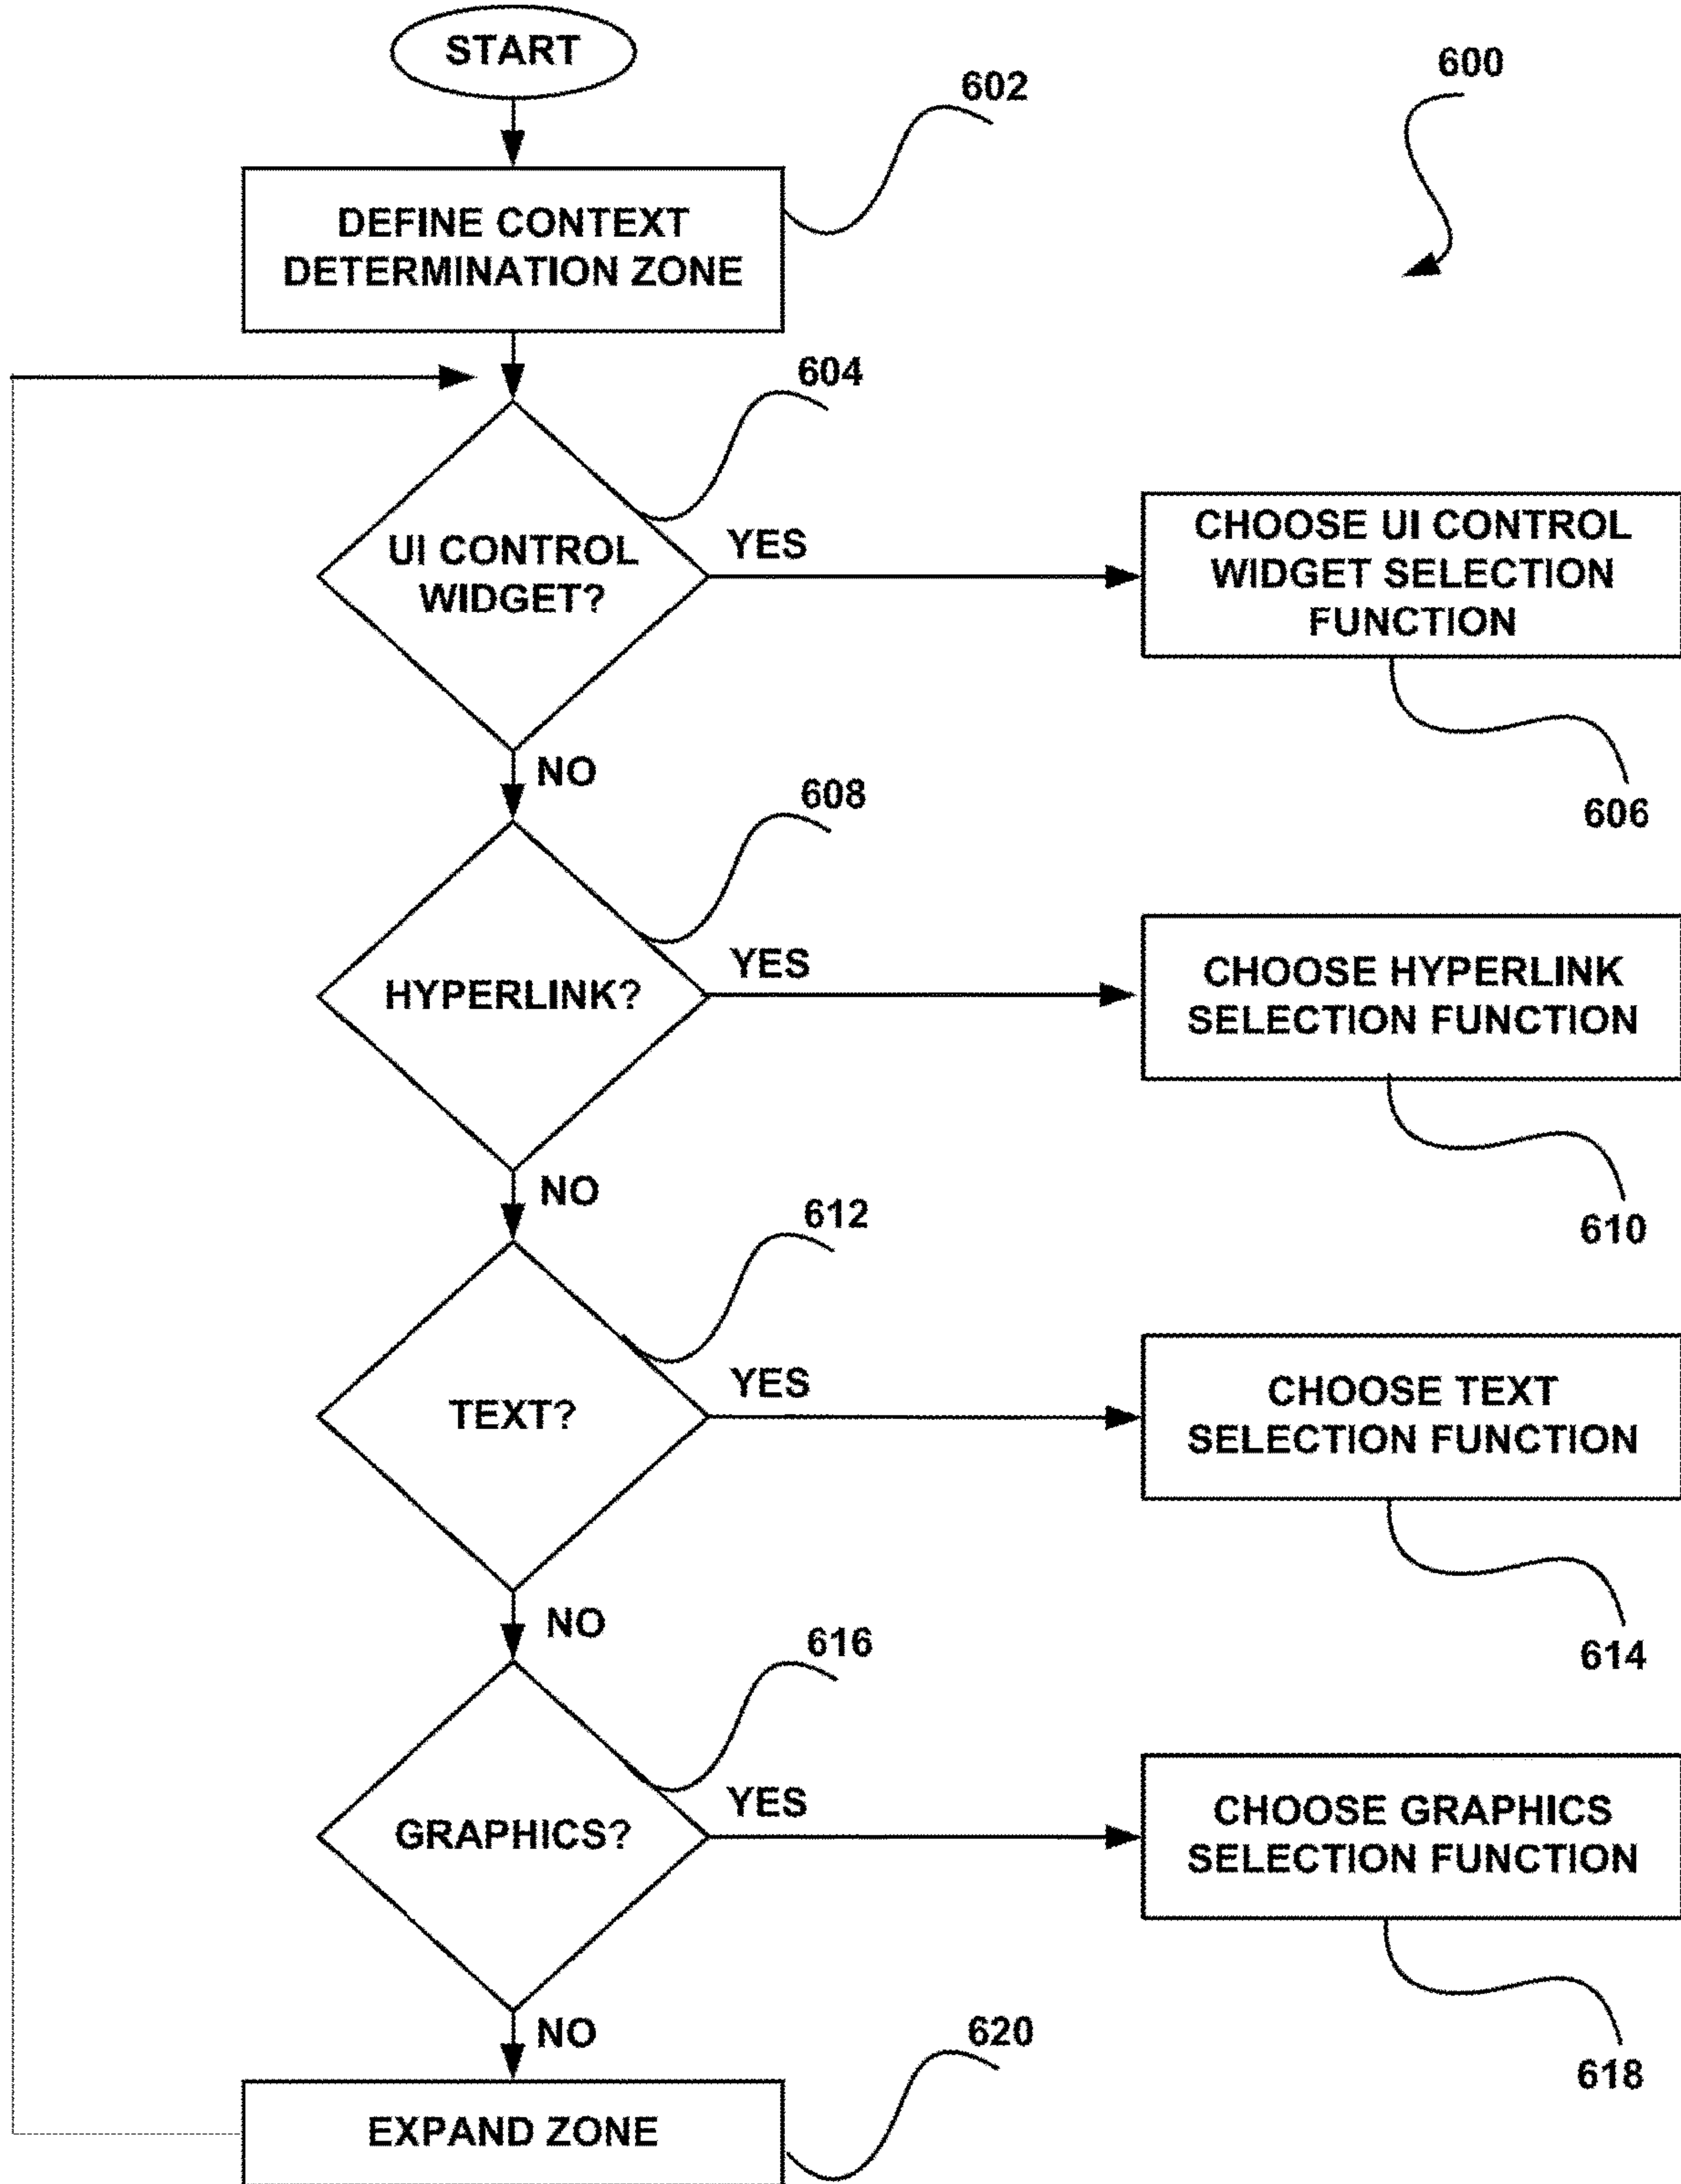 START
602
600
DEFINE CONTEXT
DETERMINATION ZONE
604
UI CONTROL
WIDGET?
YES
CHOOSE UI CONTROL
WIDGET SELECTION
FUNCTION
606
NO
608
HYPERLINK?
YES
CHOOSE HYPERLINK
SELECTION FUNCTION
610
NO
612
TEXT?
YES
CHOOSE TEXT
SELECTION FUNCTION
614
NO
616
GRAPHICS?
YES
CHOOSE GRAPHICS
SELECTION FUNCTION
618
NO
620
EXPAND ZONE